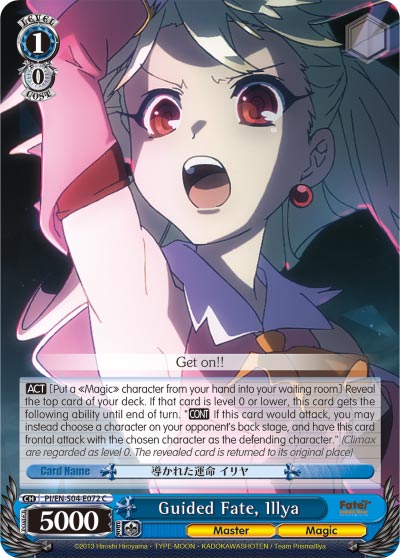 LEVEL
1
0
COST
Get on!!
ACT [Put a ≪Magic≫ character from your hand into your waiting room] Reveal
the top card of your deck. If that card is level 0 or lower, this card gets the
following ability until end of turn. "CONT If this card would attack, you may
instead choose a character on your opponent's back stage, and have this card
frontal attack with the chosen character as the defending character." (Climax
are regarded as level 0. The revealed card is returned to its original place)
Card Name
導かれた運命 イリヤ
CH PI/EN-S04-E072 C
Guided Fate, Illya
Fate
POWER
5000
Master
Magic
©2013 Hiroshi Hiroyama・TYPE-MOON・KADOKAWASHOTEN / Team PrismaIllya